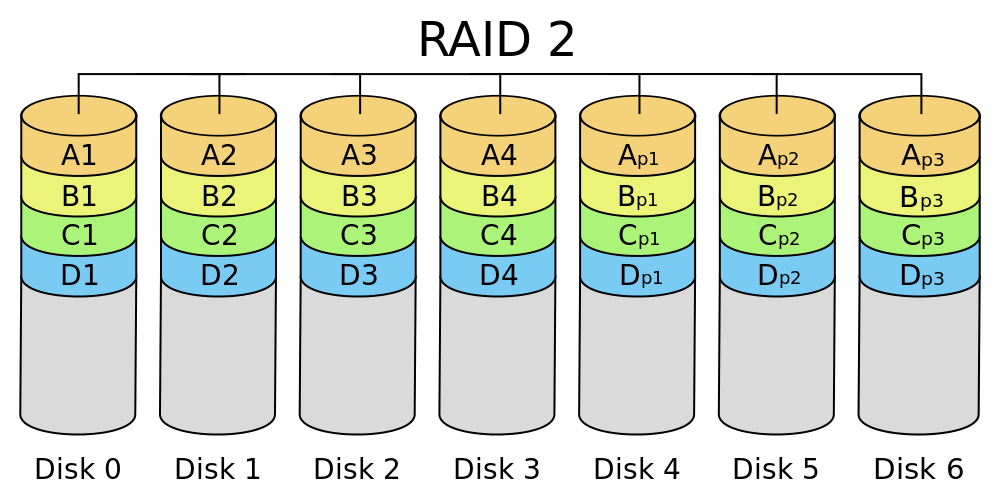 RAID 2
A1 A2 A3 A4 Ap1 Ap2 Ap3
B1 B2 B3 B4 Bp1 Bp2 Bp3
C1 C2 C3 C4 Cp1 Cp2 Cp3
D1 D2 D3 D4 Dp1 Dp2 Dp3
Disk 0 Disk 1 Disk 2 Disk 3 Disk 4 Disk 5 Disk 6